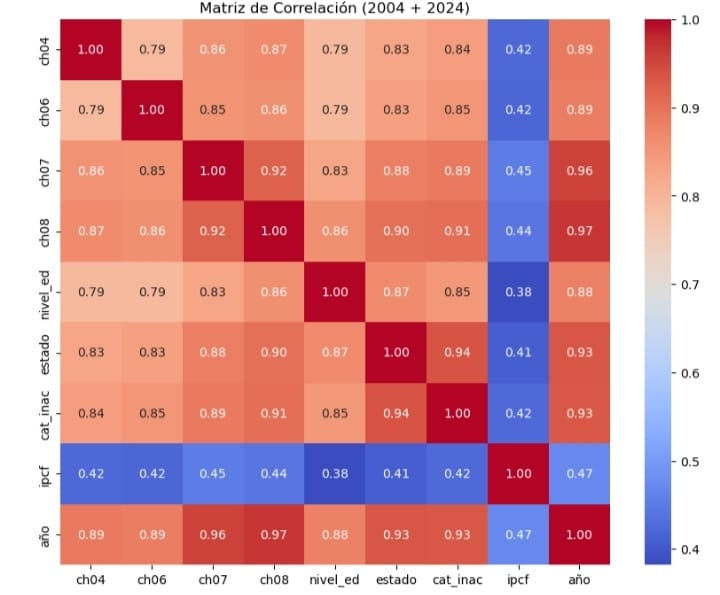 Matriz de Correlación (2004 + 2024)
ch04 1.00 0.79 0.86 0.87 0.79 0.83 0.84 0.42 0.89
ch06 0.79 1.00 0.85 0.86 0.79 0.83 0.85 0.42 0.89
ch07 0.86 0.85 1.00 0.92 0.83 0.88 0.89 0.45 0.96
ch08 0.87 0.86 0.92 1.00 0.86 0.90 0.91 0.44 0.97
nivel_ed 0.79 0.79 0.83 0.86 1.00 0.87 0.85 0.38 0.88
estado 0.83 0.83 0.88 0.90 0.87 1.00 0.94 0.41 0.93
cat_inac 0.84 0.85 0.89 0.91 0.85 0.94 1.00 0.42 0.93
ipcf 0.42 0.42 0.45 0.44 0.38 0.41 0.42 1.00 0.47
año 0.89 0.89 0.96 0.97 0.88 0.93 0.93 0.47 1.00
ch04 ch06 ch07 ch08 nivel_ed estado cat_inac ipcf año
1.0
0.9
0.8
0.7
0.6
0.5
0.4